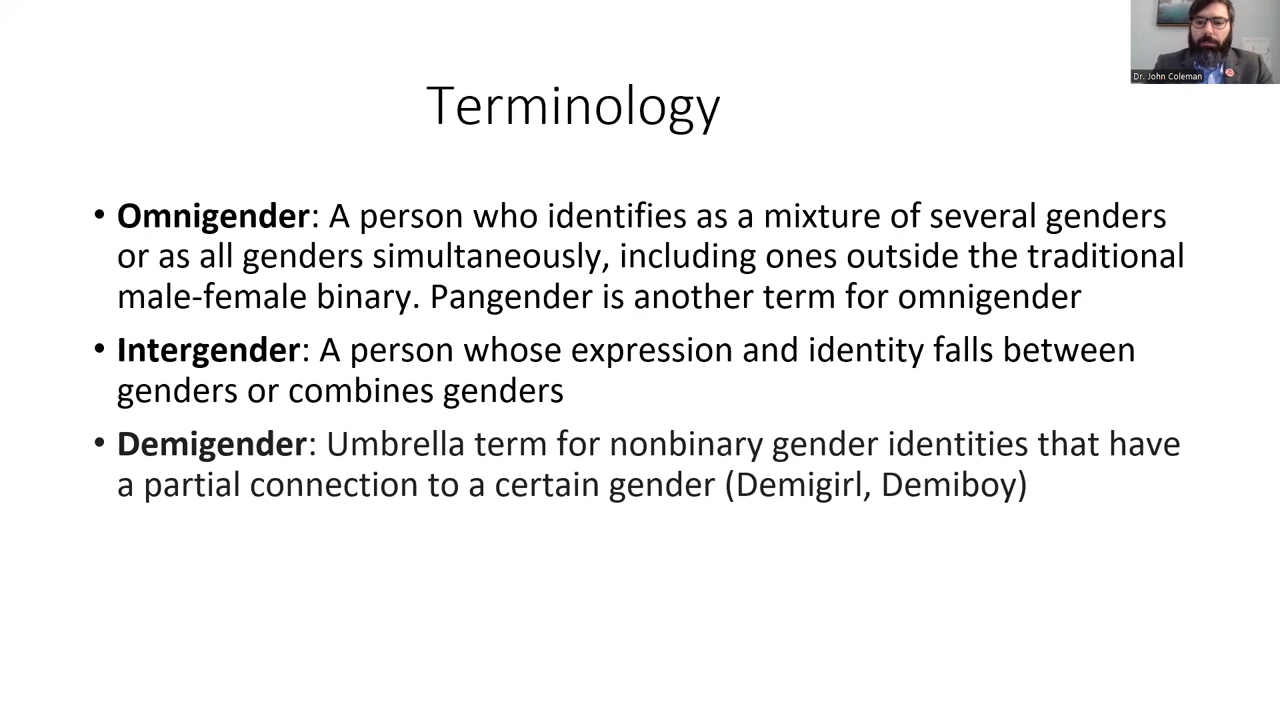 Dr. John Coleman
Terminology
• Omnigender: A person who identifies as a mixture of several genders
or as all genders simultaneously, including ones outside the traditional
male-female binary. Pangender is another term for omnigender
• Intergender: A person whose expression and identity falls between
genders or combines genders
• Demigender: Umbrella term for nonbinary gender identities that have
a partial connection to a certain gender (Demigirl, Demiboy)